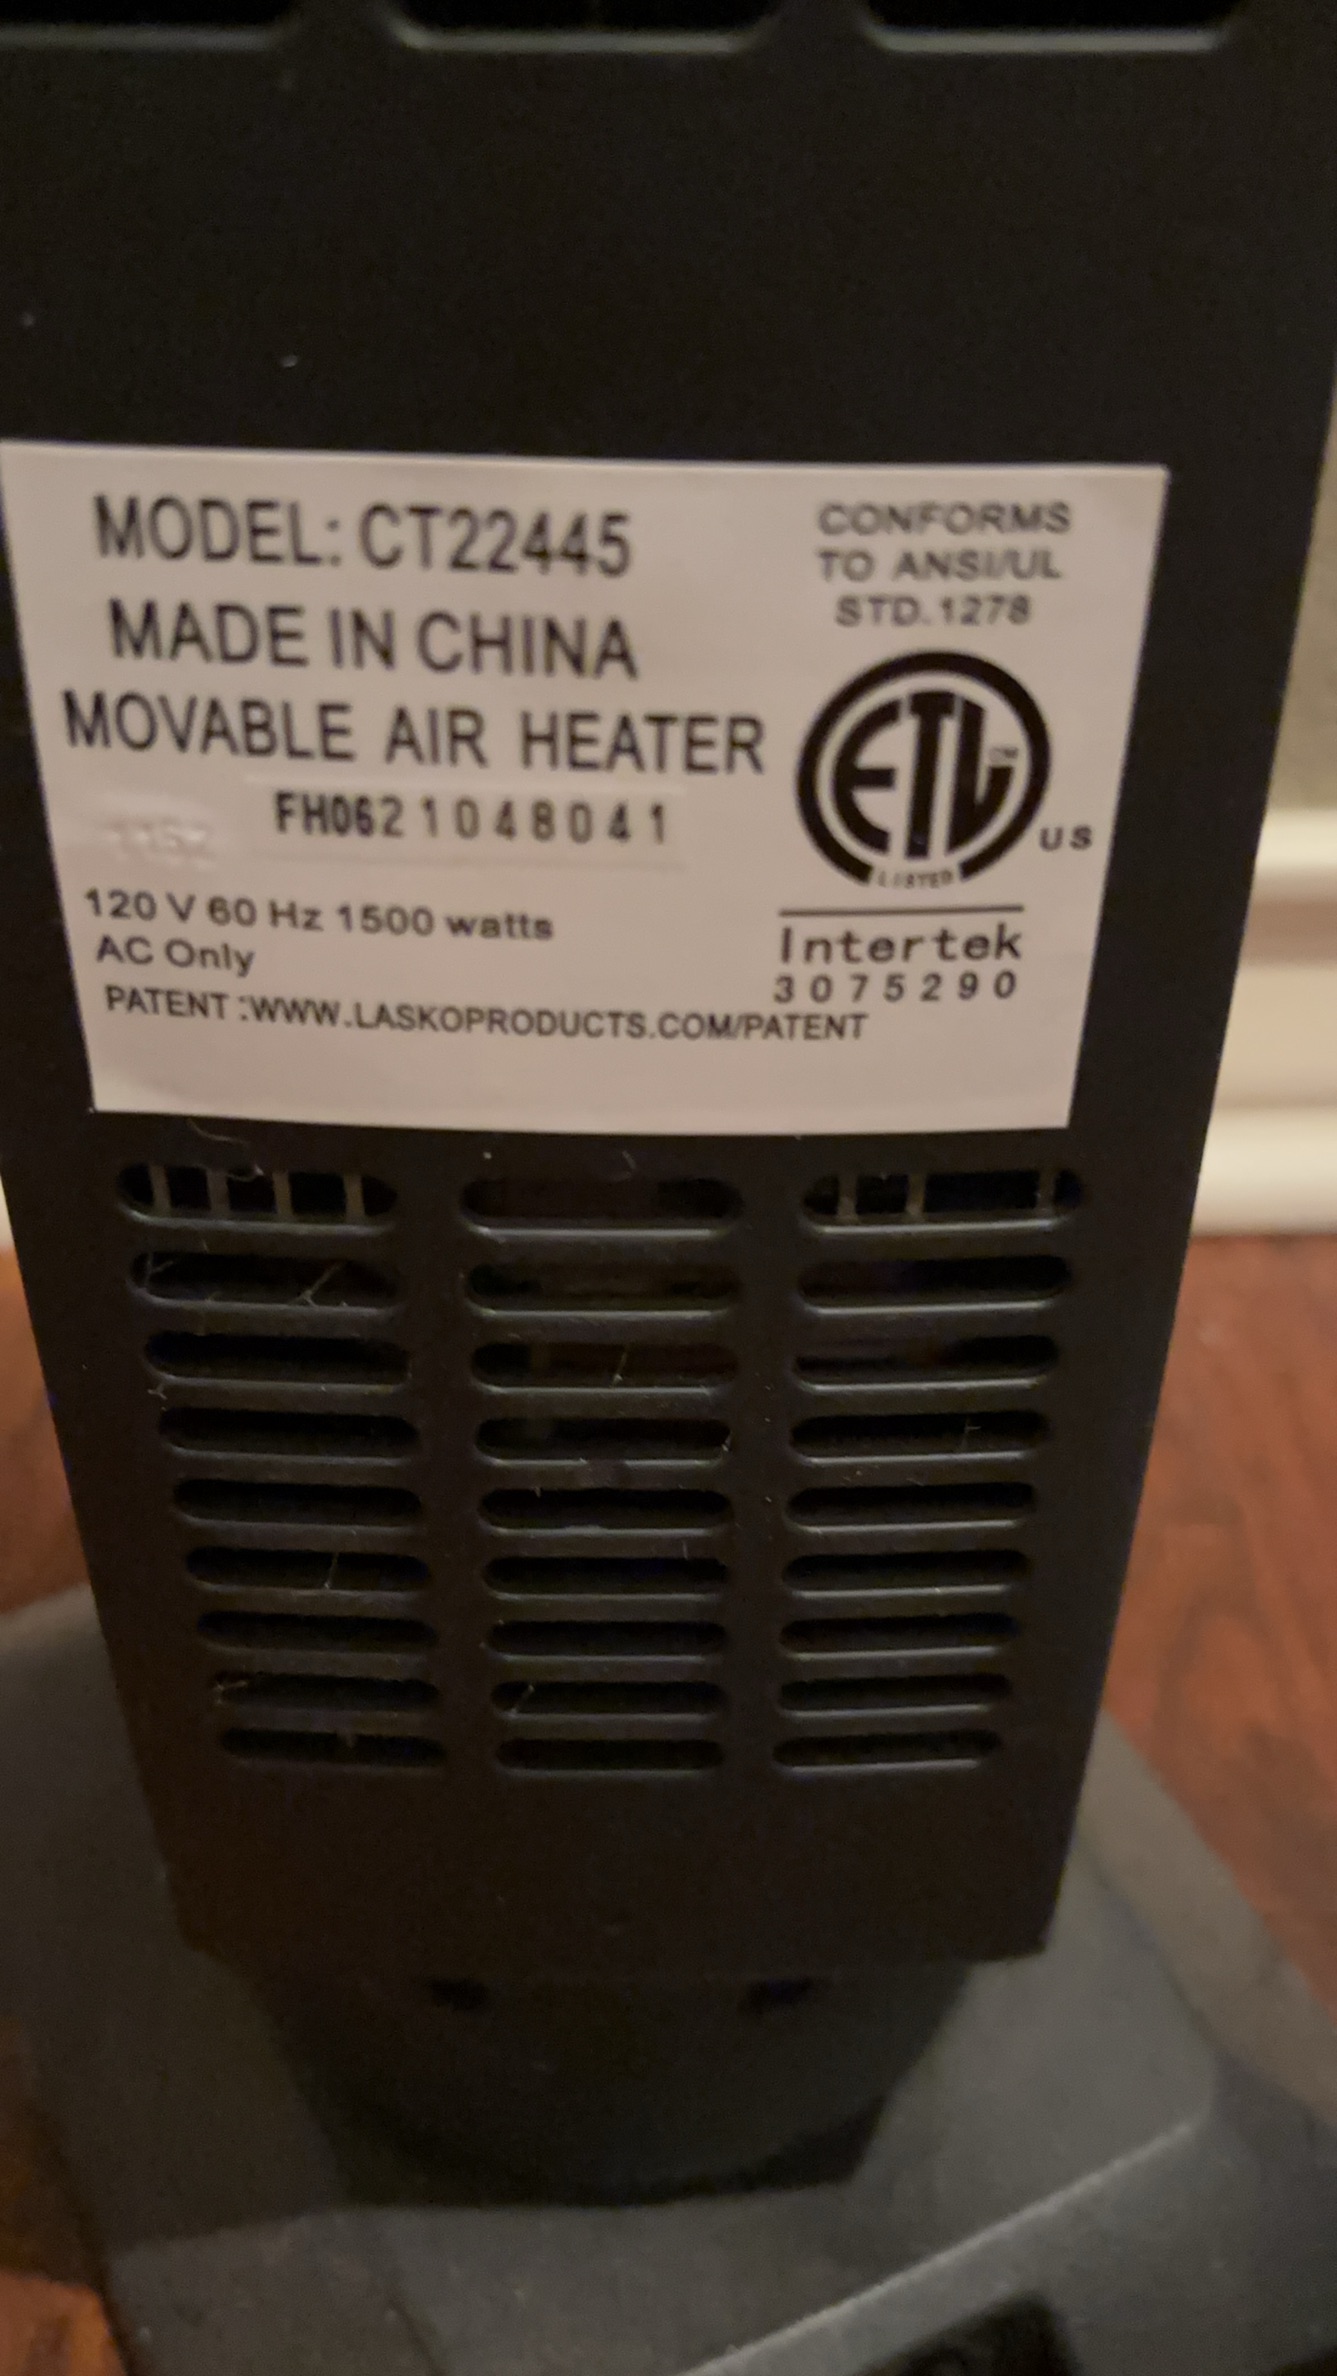 MODEL: CT22445
MADE IN CHINA
MOVABLE AIR HEATER
FH0621048041
120 V 60 Hz 1500 watts
AC Only
PATENT :WWW.LASKOPRODUCTS.COM/PATENT
CONFORMS
TO ANSI/UL
STD.1278
ETL
CM
LISTED
US
Intertek
3075290